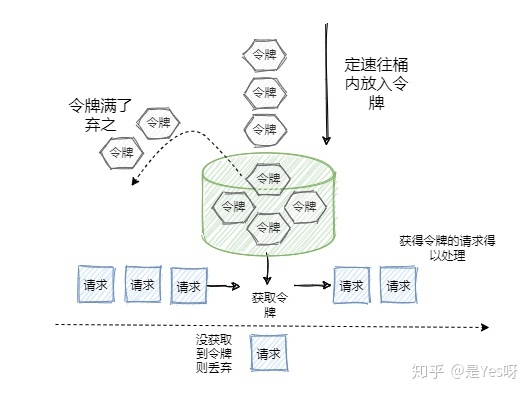 令牌
令牌
令牌
定速往桶
内放入令
牌
令牌满了
弃之
令牌
令牌
令牌
令牌
令牌
令牌
获得令牌的请求得
以处理
请求
请求
请求
获取令
牌
请求
请求
没获取
到令牌
则丢弃
请求
知乎 @是Yes呀